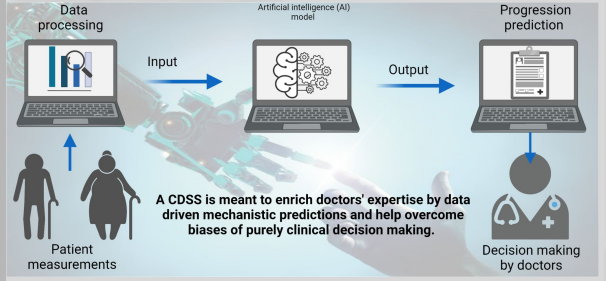 Data
processing
Artificial intelligence (AI)
model
Progression
prediction
Input
Output
A CDSS is meant to enrich doctors' expertise by data
driven mechanistic predictions and help overcome
biases of purely clinical decision making.
Patient
measurements
Decision making
by doctors